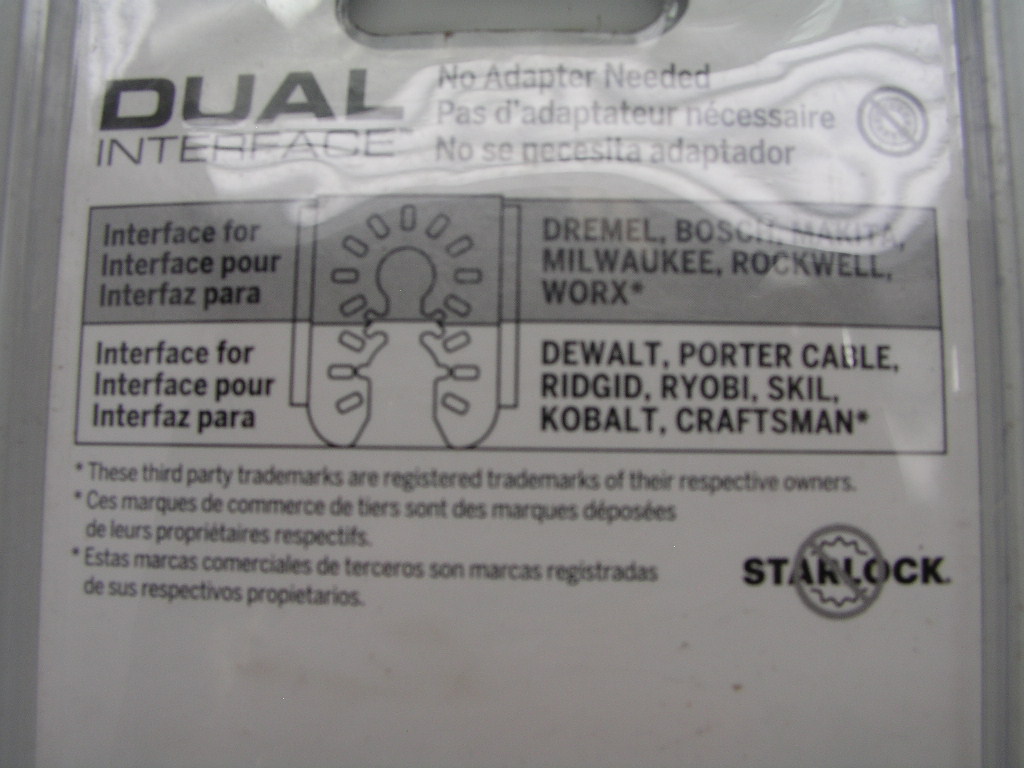 DUAL
INTERFACE™
No Adapter Needed
Pas d'adaptateur nécessaire
No se necesita adaptador
Interface for
Interface pour
Interfaz para
DREMEL, BOSCH, MAKITA,
MILWAUKEE, ROCKWELL,
WORX*
Interface for
Interface pour
Interfaz para
DEWALT, PORTER CABLE,
RIDGID, RYOBI, SKIL,
KOBALT, CRAFTSMAN*
* These third party trademarks are registered trademarks of their respective owners.
* Ces marques de commerce de tiers sont des marques déposées
de leurs propriétaires respectifs.
* Estas marcas comerciales de terceros son marcas registradas
de sus respectivos propietarios.
STARLOCK®